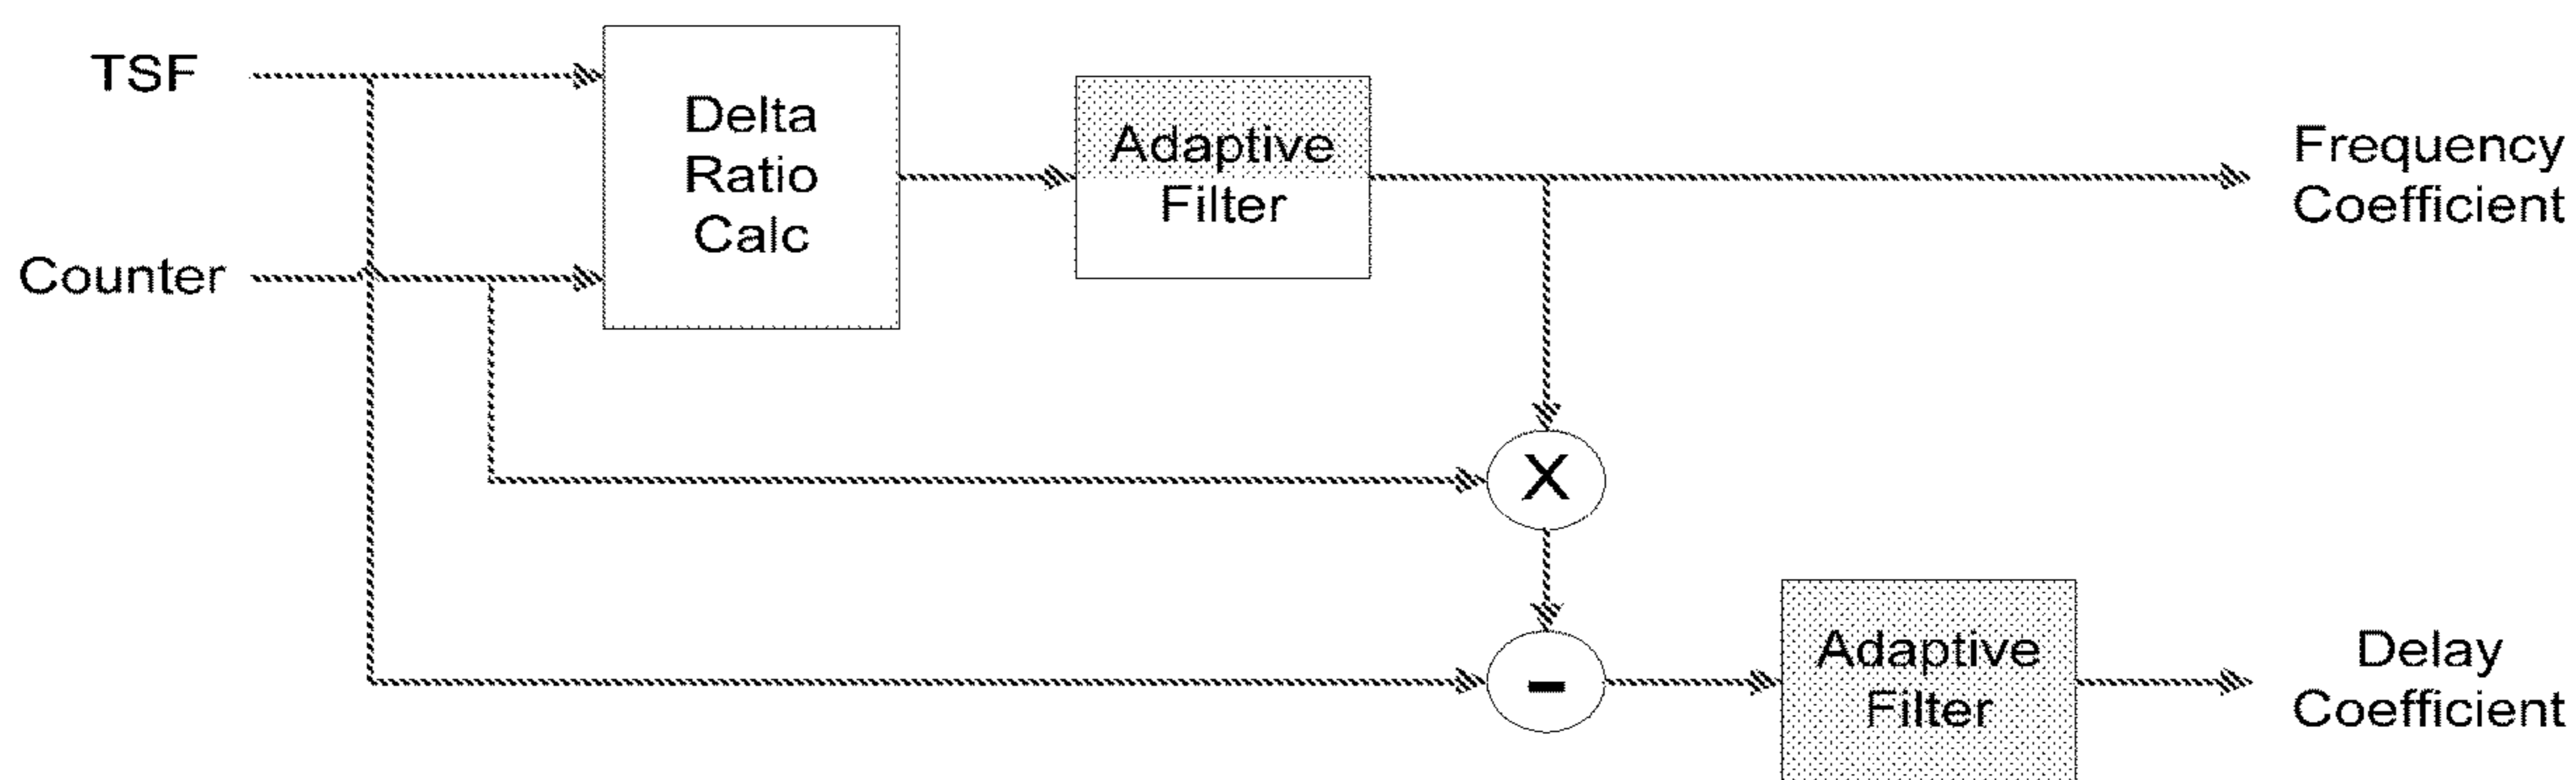 TSF
Delta
Ratio
Calc
Adaptive
Filter
Frequency
Coefficient
Counter
X
-
Adaptive
Filter
Delay
Coefficient